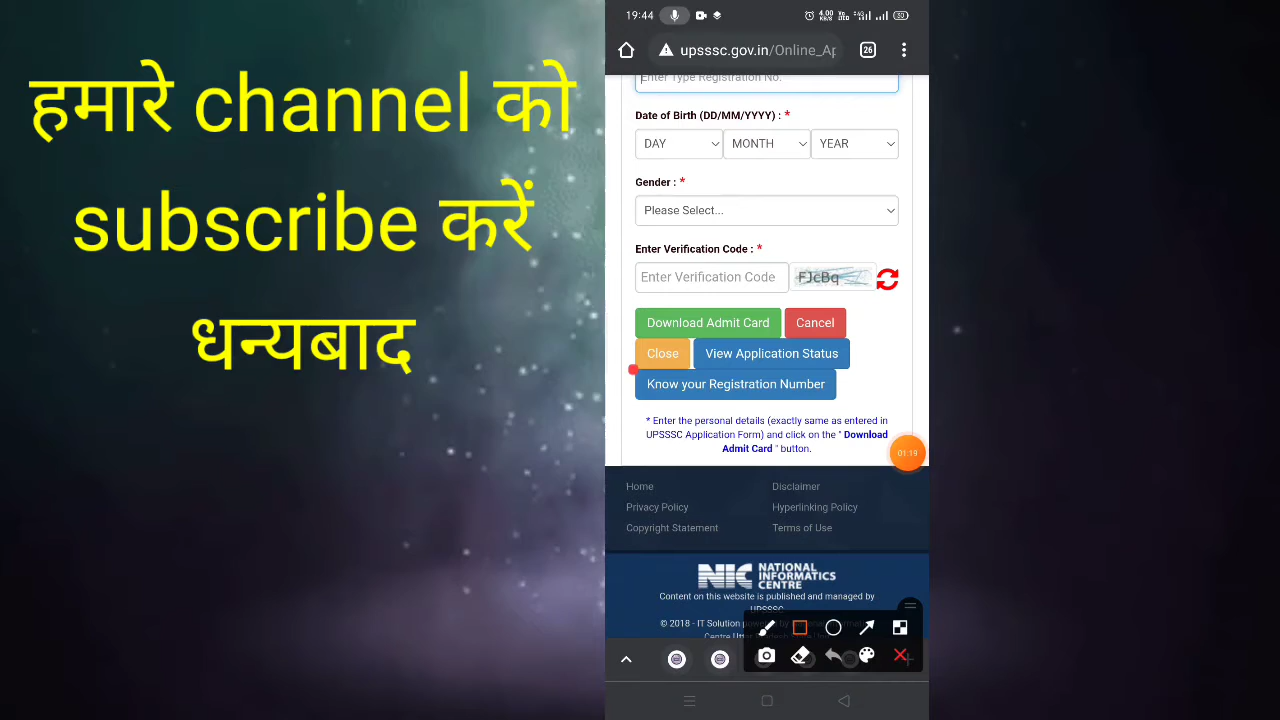 हमारे channel को
subscribe करें
धन्यबाद
19:44
4.00 KB/S
30
upsssc.gov.in/Online_Ap
26
Enter Type Registration No.
Date of Birth (DD/MM/YYYY) : *
DAY MONTH YEAR
Gender : *
Please Select...
Enter Verification Code : *
Enter Verification Code FJcBq
Download Admit Card Cancel
Close View Application Status
Know your Registration Number
* Enter the personal details (exactly same as entered in
UPSSSC Application Form) and click on the " Download
Admit Card " button.
01:19
Home Disclaimer
Privacy Policy Hyperlinking Policy
Copyright Statement Terms of Use
NIC NATIONAL
INFORMATICS
CENTRE
Content on this website is published and managed by
UPSSSC
© 2018 - IT Solution